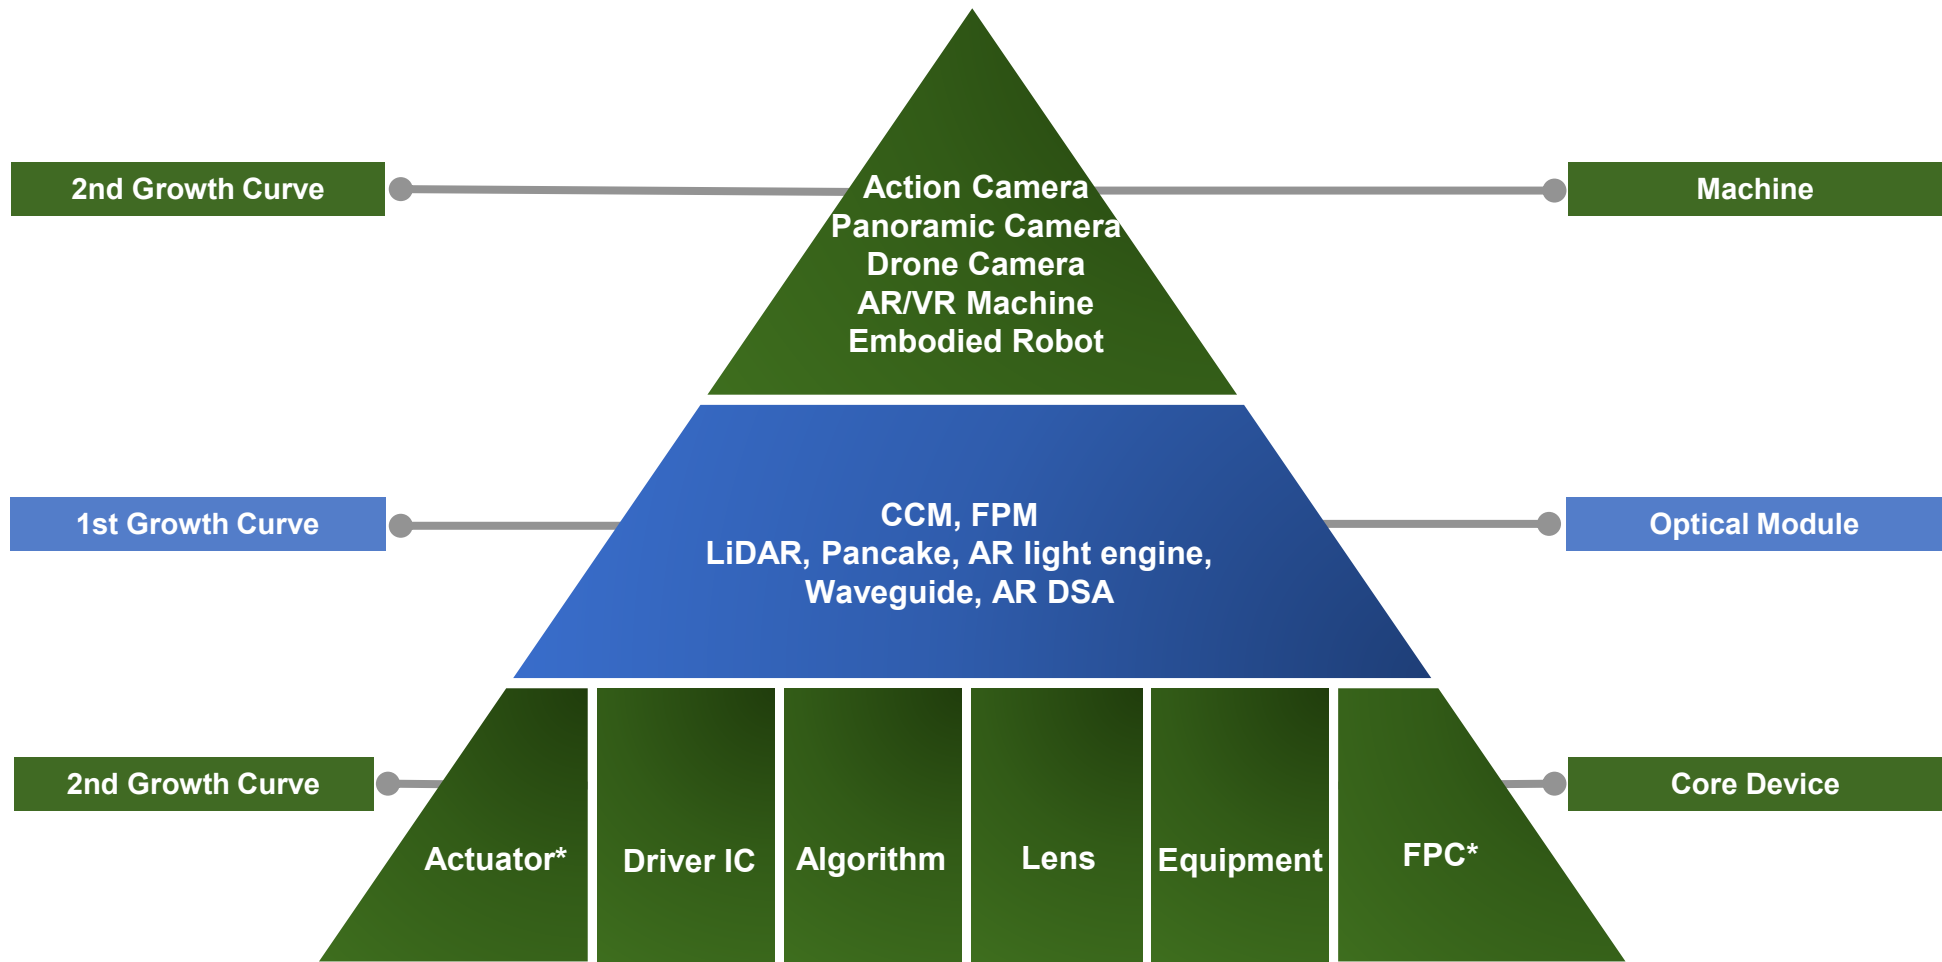 2nd Growth Curve
Action Camera
Panoramic Camera
Drone Camera
AR/VR Machine
Embodied Robot
Machine
1st Growth Curve
CCM, FPM
LiDAR, Pancake, AR light engine,
Waveguide, AR DSA
Optical Module
2nd Growth Curve
Actuator*
Driver IC
Algorithm
Lens
Equipment
FPC*
Core Device